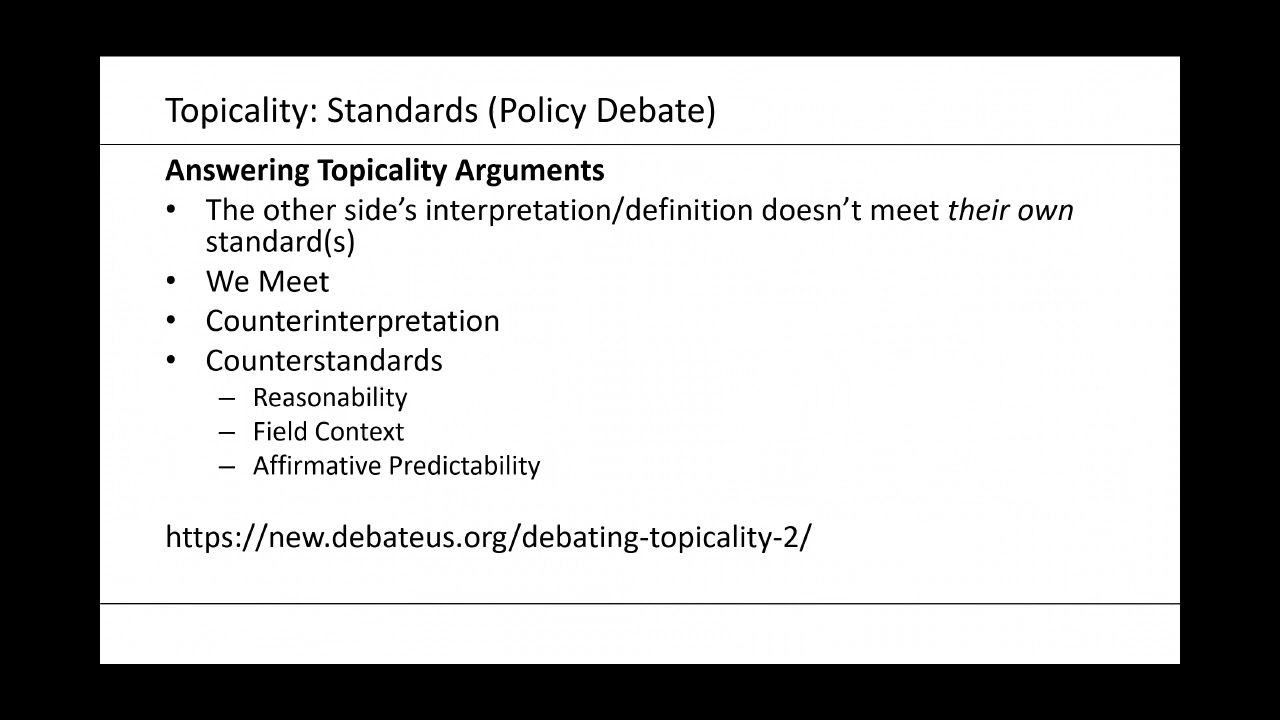 Topicality: Standards (Policy Debate)
Answering Topicality Arguments
• The other side’s interpretation/definition doesn’t meet their own
standard(s)
• We Meet
• Counterinterpretation
• Counterstandards
– Reasonability
– Field Context
– Affirmative Predictability
https://new.debateus.org/debating-topicality-2/